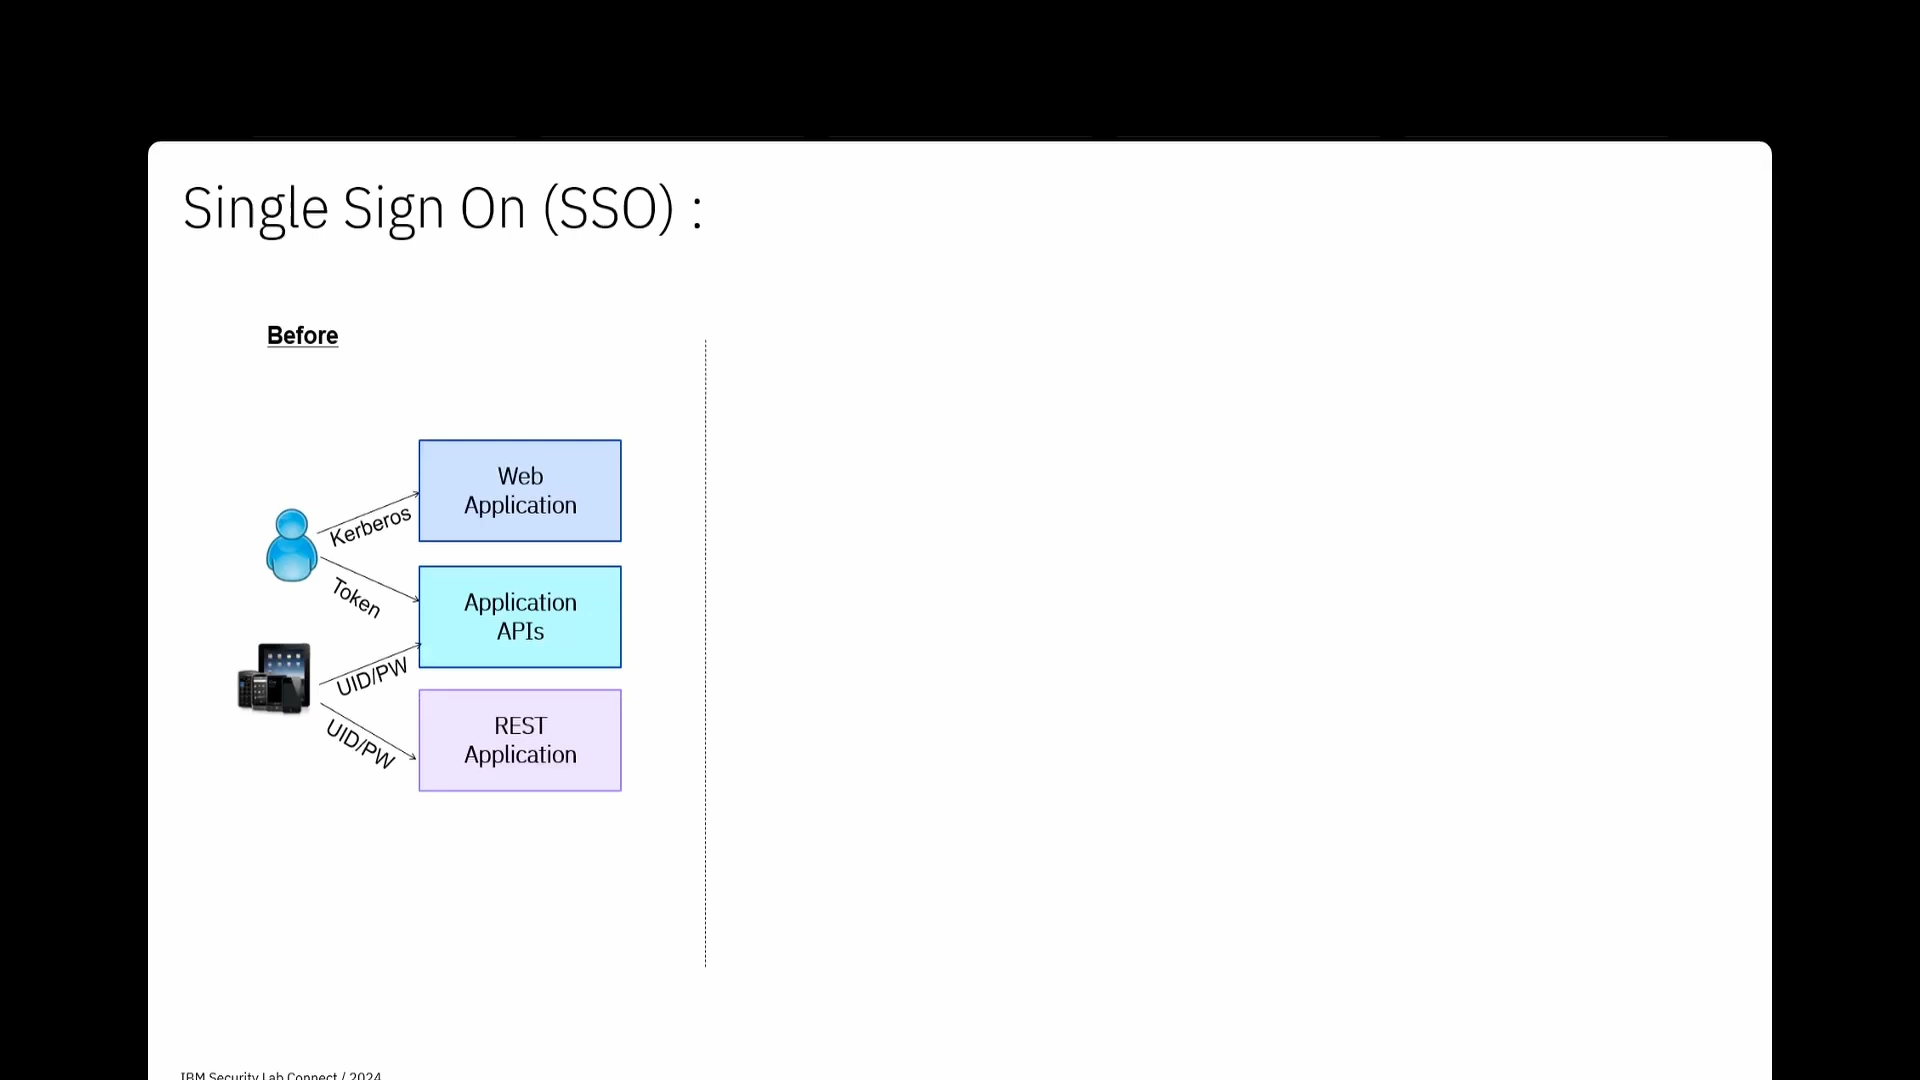 Single Sign On (SSO) :
Before
Web
Application
Kerberos
Token
Application
APIs
UID/PW
UID/PW
REST
Application
IBM Security Lab Connect / 2024